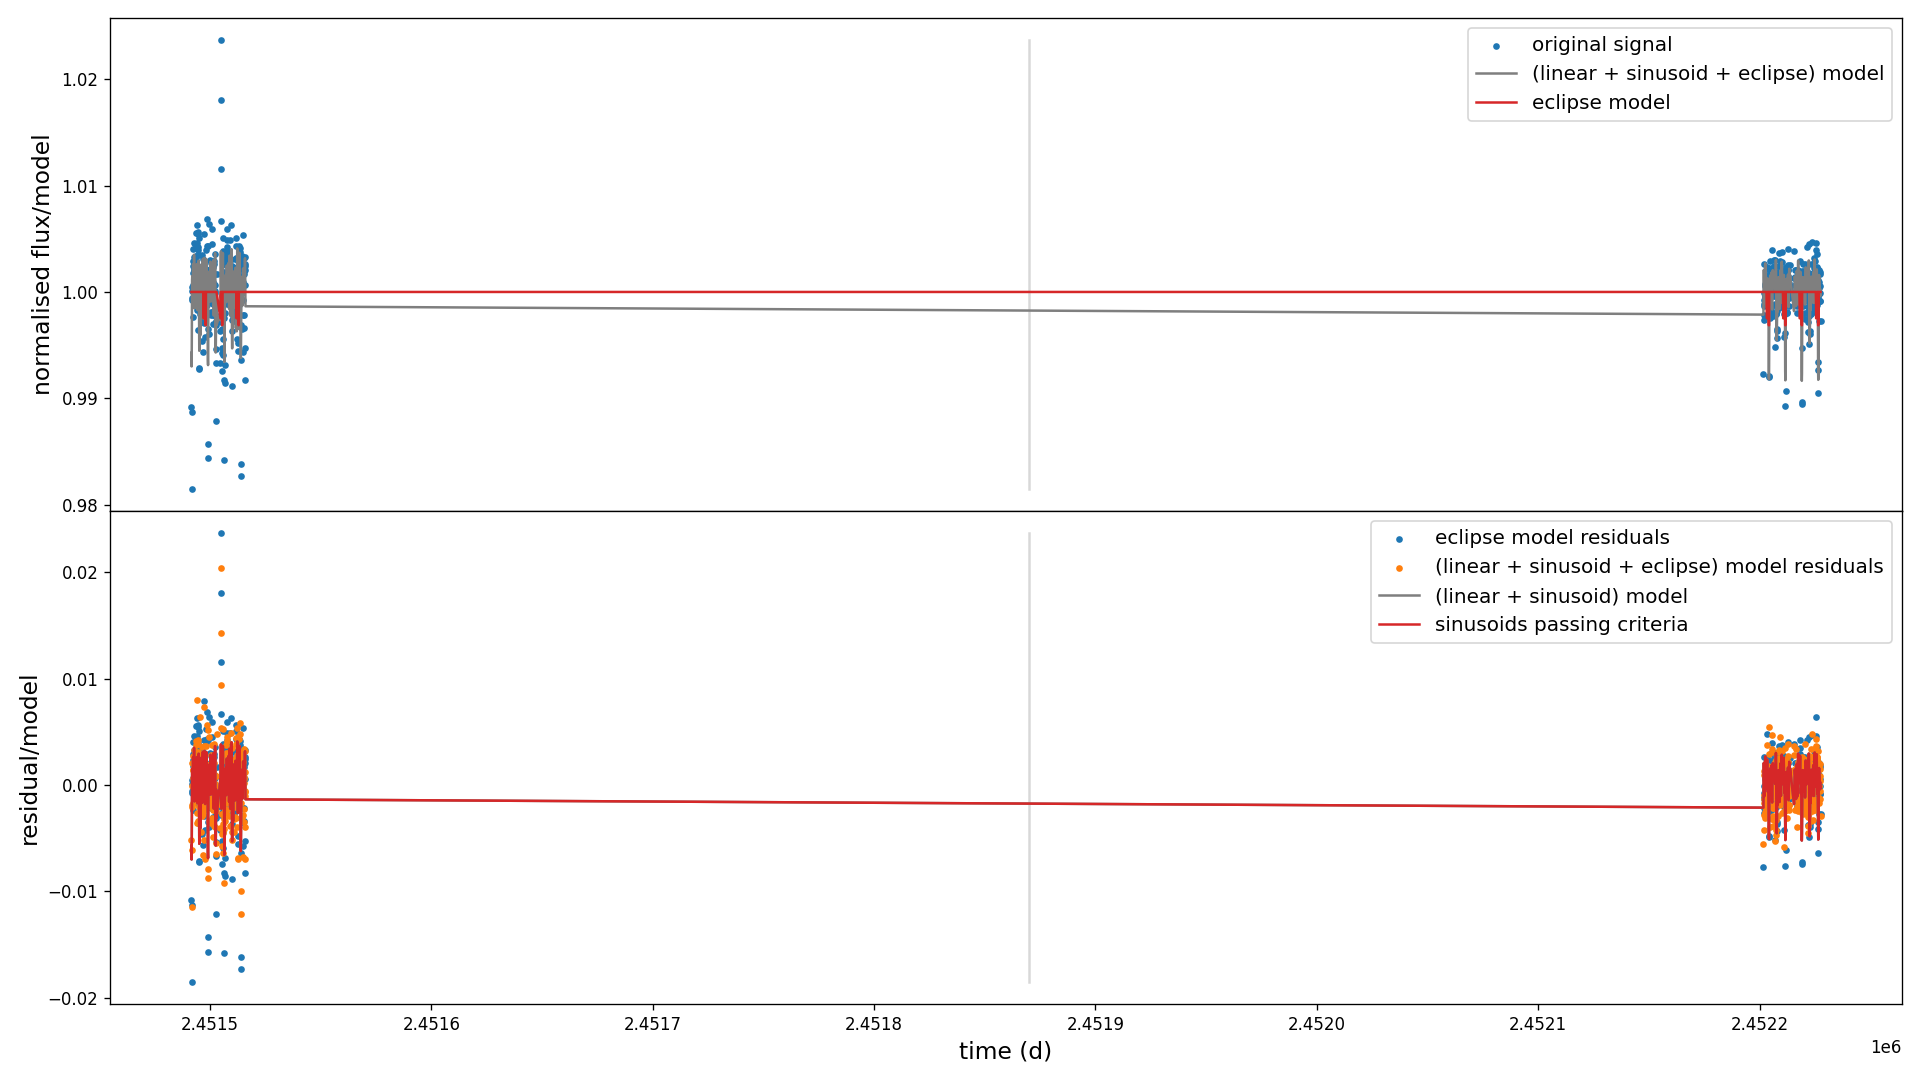 original signal
(linear + sinusoid + eclipse) model
eclipse model
normalised flux/model
1.02
1.01
1.00
0.99
0.98
eclipse model residuals
(linear + sinusoid + eclipse) model residuals
(linear + sinusoid) model
sinusoids passing criteria
residual/model
0.02
0.01
0.00
−0.01
−0.02
2.4515 2.4516 2.4517 2.4518 2.4519 2.4520 2.4521 2.4522
1e6
time (d)